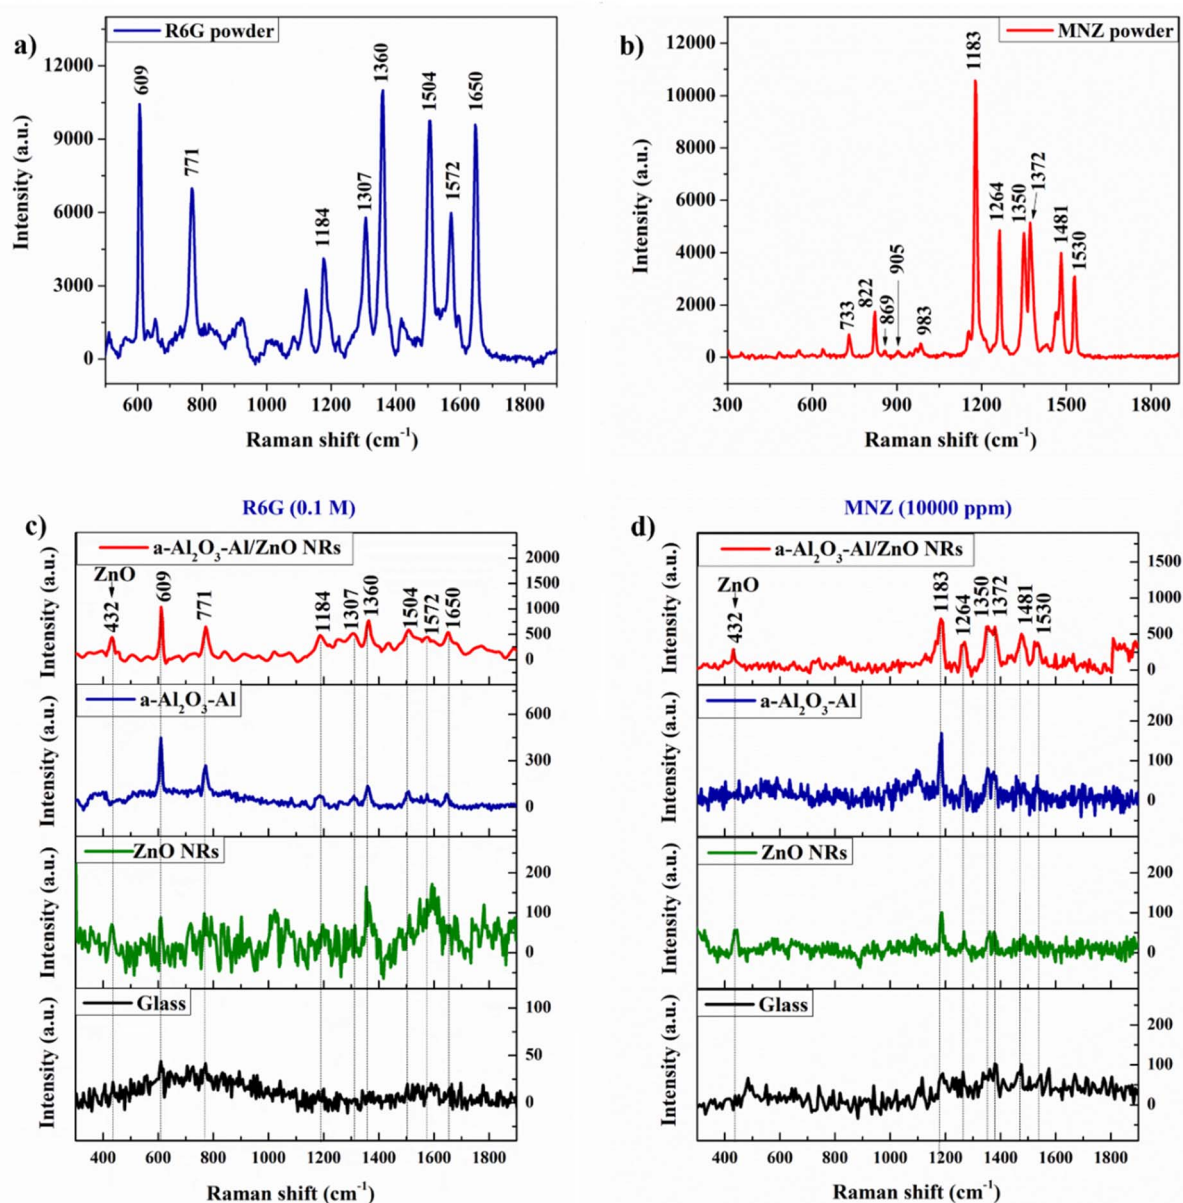 a)
R6G powder
609
771
1184
1307
1360
1504
1572
1650
12000
9000
6000
3000
0
Intensity (a.u.)
600 800 1000 1200 1400 1600 1800
Raman shift (cm⁻¹)
b)
MNZ powder
733
822
869
905
983
1183
1264
1350
1372
1481
1530
12000
10000
8000
6000
4000
2000
0
Intensity (a.u.)
300 600 900 1200 1500 1800
Raman shift (cm⁻¹)
c)
R6G (0.1 M)
a-Al₂O₃-Al/ZnO NRs
ZnO
432
609
771
1184
1307
1360
1504
1572
1650
2000
1500
1000
500
0
Intensity (a.u.)
a-Al₂O₃-Al
600
300
0
Intensity (a.u.)
ZnO NRs
200
100
0
Intensity (a.u.)
Glass
100
50
0
Intensity (a.u.)
400 600 800 1000 1200 1400 1600 1800
Raman shift (cm⁻¹)
d)
MNZ (10000 ppm)
a-Al₂O₃-Al/ZnO NRs
ZnO
432
1183
1264
1350
1372
1481
1530
1500
1000
500
0
Intensity (a.u.)
a-Al₂O₃-Al
200
100
0
Intensity (a.u.)
ZnO NRs
200
100
0
Intensity (a.u.)
Glass
200
100
0
Intensity (a.u.)
400 600 800 1000 1200 1400 1600 1800
Raman shift (cm⁻¹)